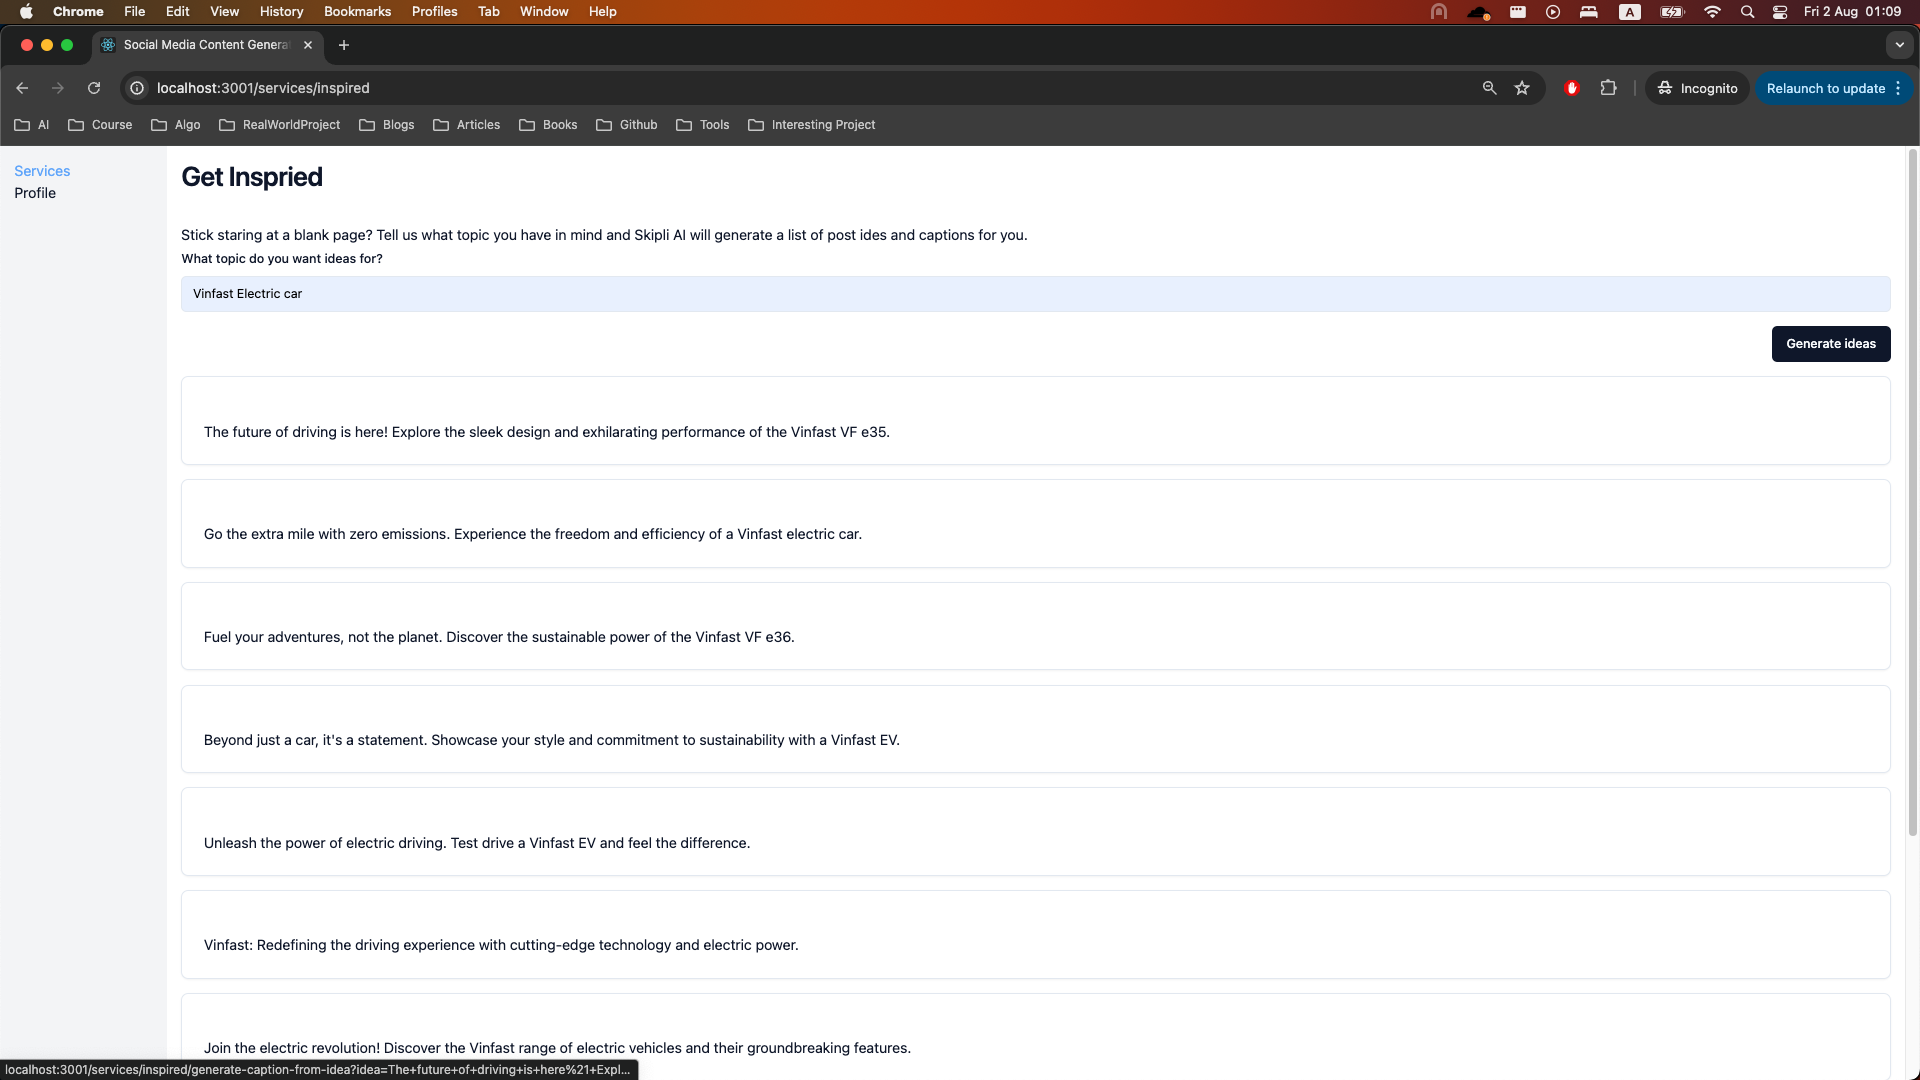 Chrome File Edit View History Bookmarks Profiles Tab Window Help A Fri 2 Aug 01:09
Social Media Content Genera
localhost:3001/services/inspired Incognito Relaunch to update
AI Course Algo RealWorldProject Blogs Articles Books Github Tools Interesting Project
Services
Profile
Get Inspried
Stick staring at a blank page? Tell us what topic you have in mind and Skipli AI will generate a list of post ides and captions for you.
What topic do you want ideas for?
Vinfast Electric car
Generate ideas
The future of driving is here! Explore the sleek design and exhilarating performance of the Vinfast VF e35.
Go the extra mile with zero emissions. Experience the freedom and efficiency of a Vinfast electric car.
Fuel your adventures, not the planet. Discover the sustainable power of the Vinfast VF e36.
Beyond just a car, it's a statement. Showcase your style and commitment to sustainability with a Vinfast EV.
Unleash the power of electric driving. Test drive a Vinfast EV and feel the difference.
Vinfast: Redefining the driving experience with cutting-edge technology and electric power.
Join the electric revolution! Discover the Vinfast range of electric vehicles and their groundbreaking features.
localhost:3001/services/inspired/generate-caption-from-idea?idea=The+future+of+driving+is+here%21+Expl...